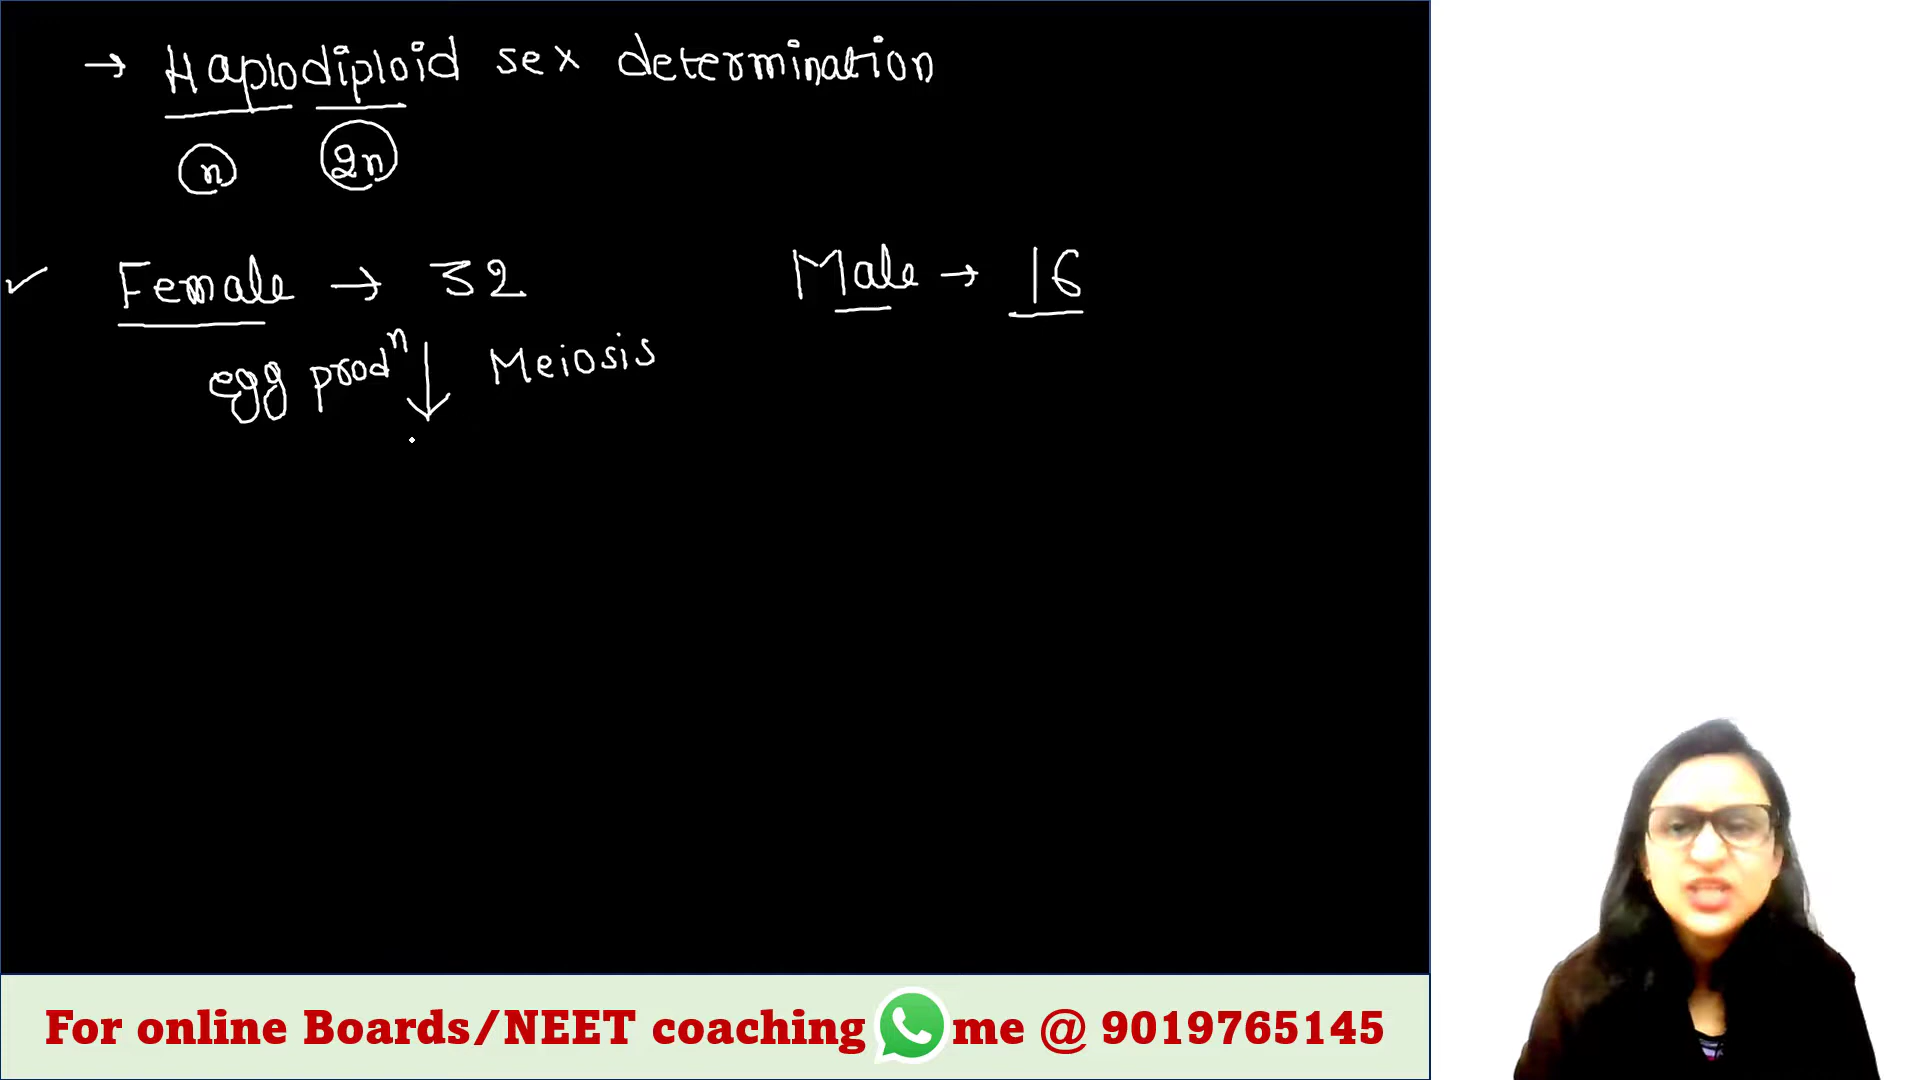 → Haplodiploid sex determination
n 2n
✓ Female → 32 Male → 16
egg prodⁿ ↓ Meiosis
For online Boards/NEET coaching me @ 9019765145